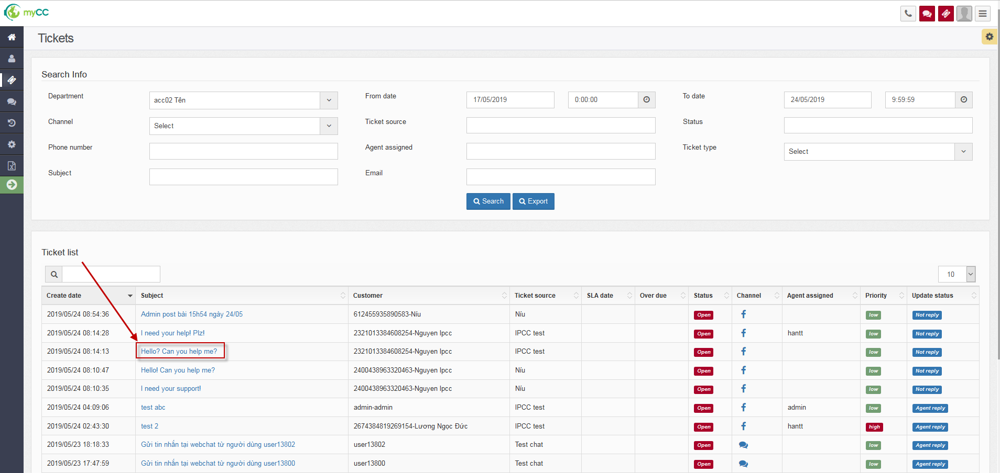 myCC
Tickets
Search Info
Department acc02 Tên From date 17/05/2019 0:00:00 To date 24/05/2019 9:59:59
Channel Select Ticket source Status
Phone number Agent assigned Ticket type Select
Subject Email
Search Export
Ticket list
10
Create date Subject Customer Ticket source SLA date Over due Status Channel Agent assigned Priority Update status
2019/05/24 08:54:36 Admin post bài 15h54 ngày 24/05 612455935890583-Níu Níu Open low Not reply
2019/05/24 08:14:28 I need your help! Plz! 2321013384608254-Nguyen Ipcc IPCC test Open hantt low Not reply
2019/05/24 08:14:13 Hello? Can you help me? 2321013384608254-Nguyen Ipcc IPCC test Open low Not reply
2019/05/24 08:10:47 Hello! Can you help me? 2400438963320463-Nguyen Ipcc Níu Open low Not reply
2019/05/24 08:10:35 I need your support! 2400438963320463-Nguyen Ipcc Níu Open low Not reply
2019/05/24 04:09:06 test abc admin-admin IPCC test Open admin low Agent reply
2019/05/24 02:43:30 test 2 2674384819269154-Lương Ngọc Đức IPCC test Open hantt high Agent reply
2019/05/23 18:18:33 Gửi tin nhắn tại webchat từ người dùng user13802 user13802 Test chat Open low Agent reply
2019/05/23 17:47:59 Gửi tin nhắn tại webchat từ người dùng user13800 user13800 Test chat Open low Agent reply